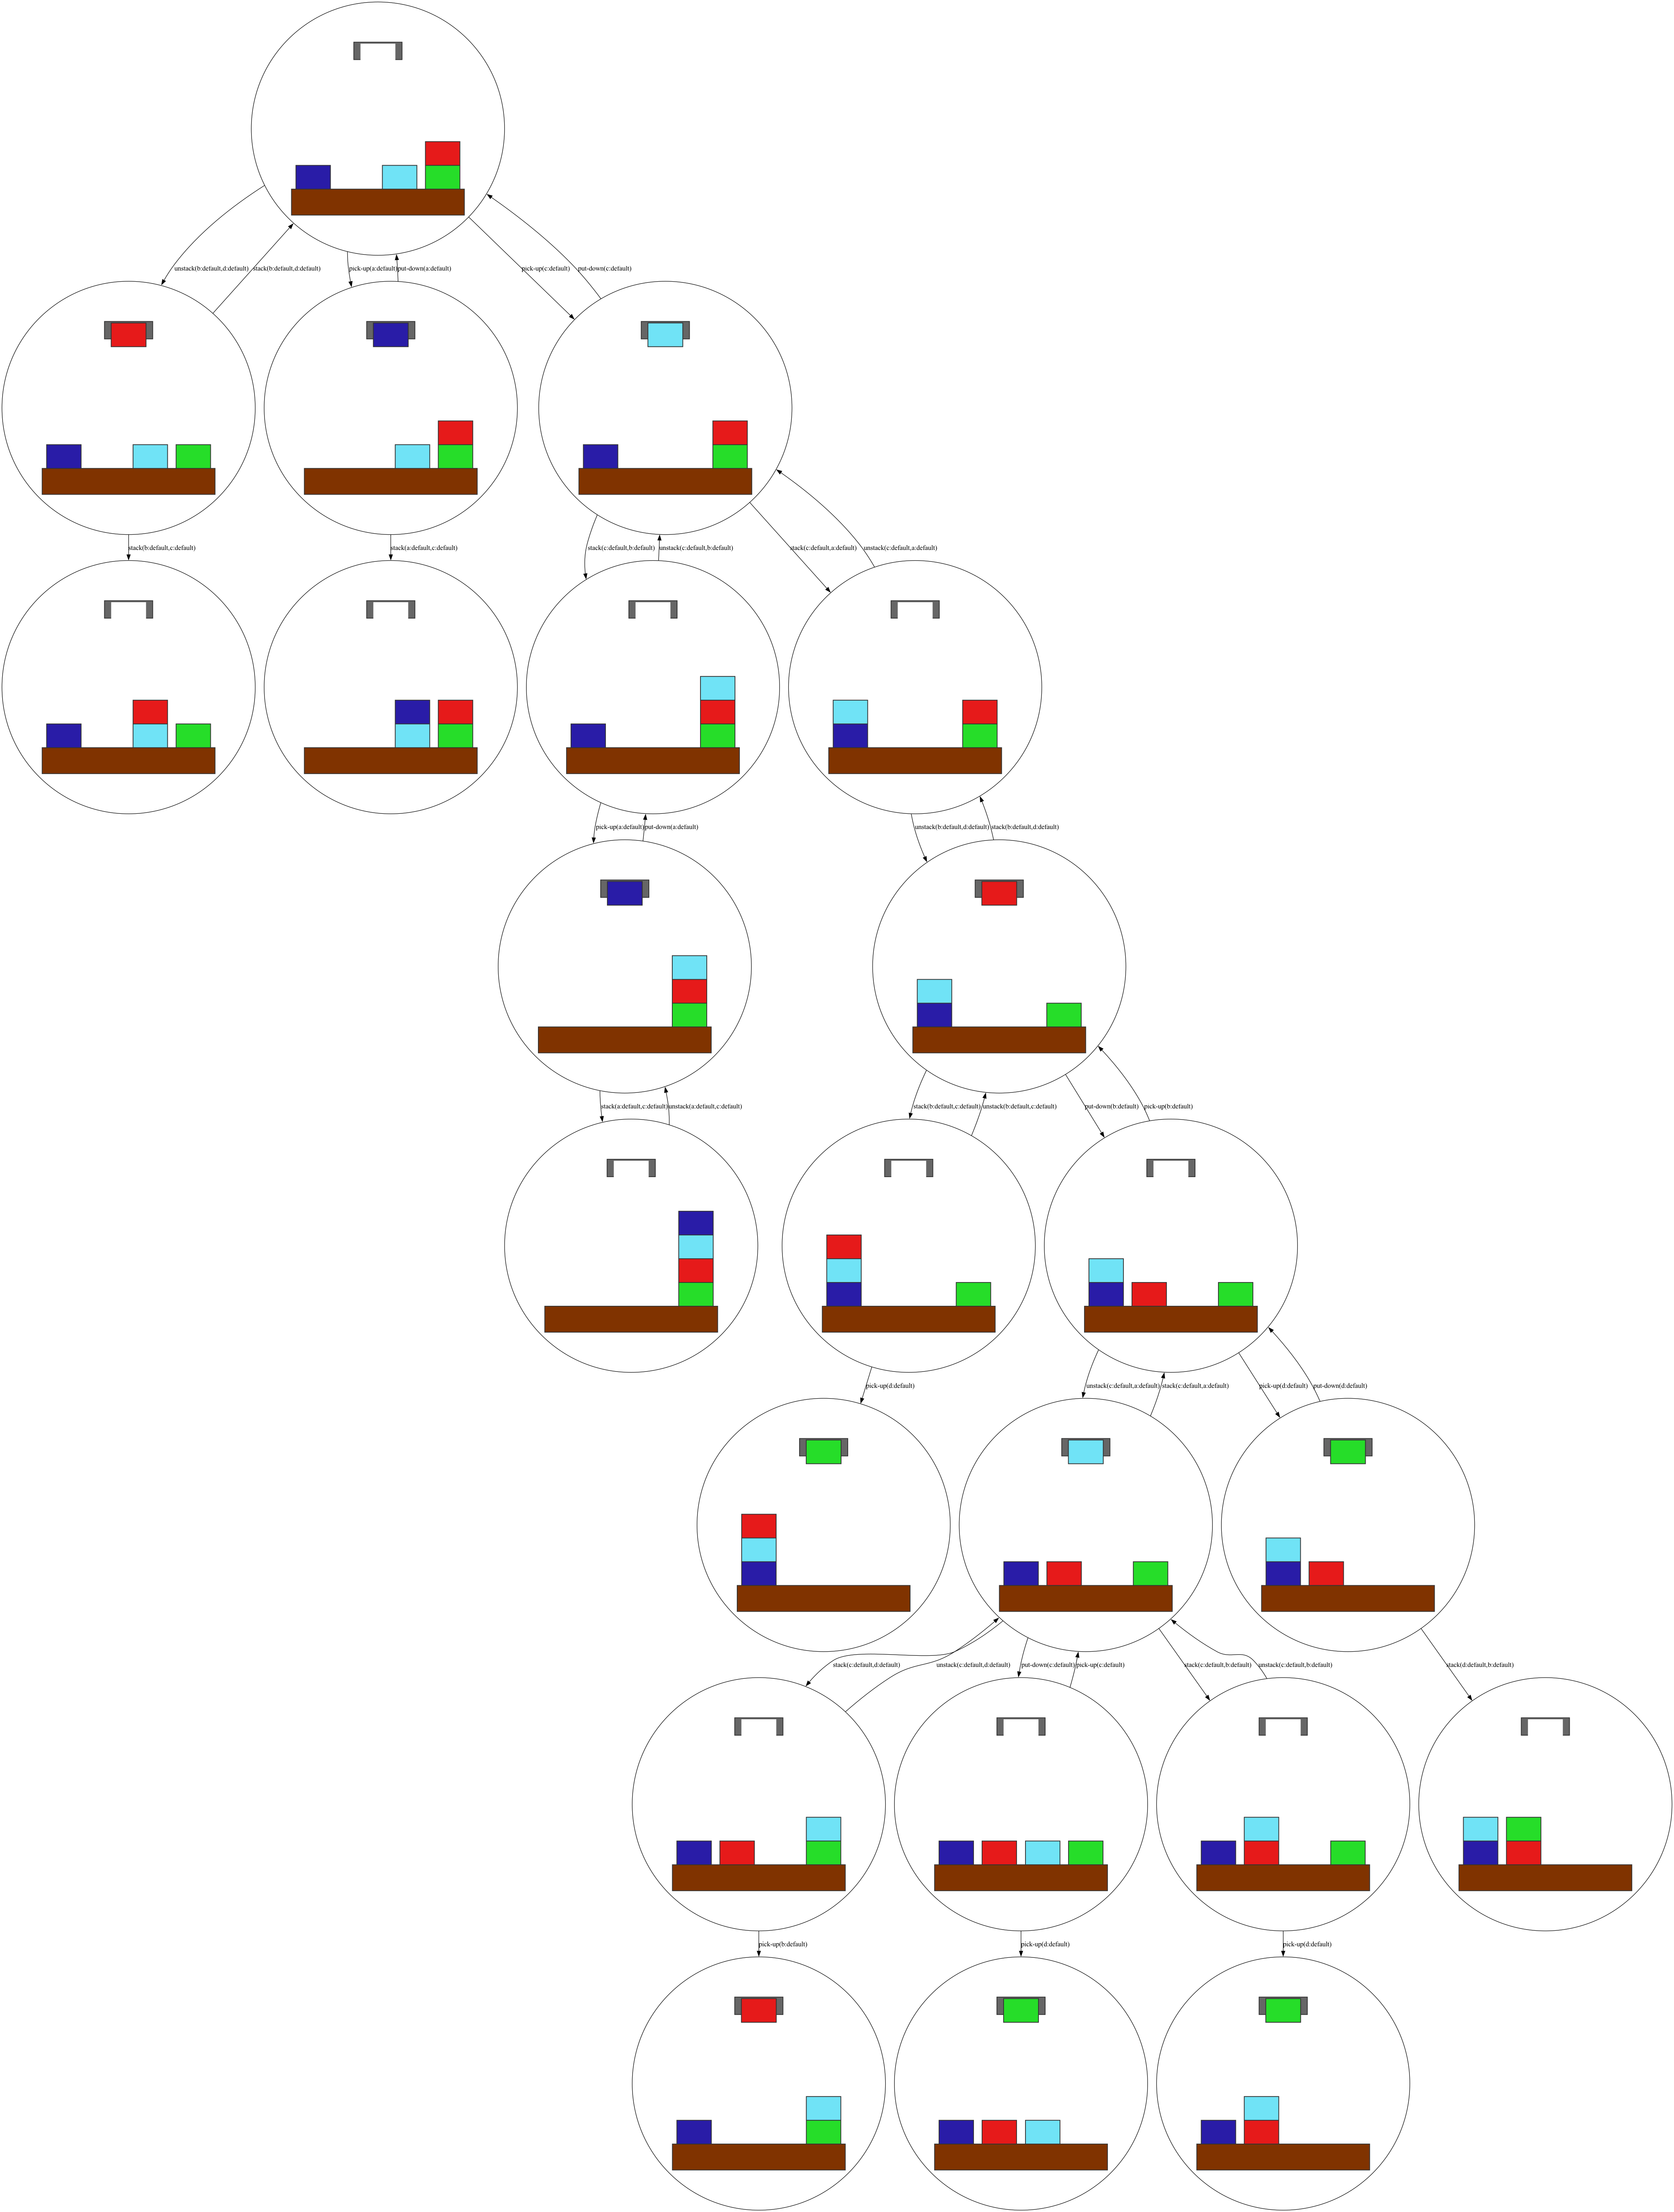 unstack(b:default,d:default)
stack(b:default,d:default)
pick-up(a:default)
put-down(a:default)
pick-up(c:default)
put-down(c:default)
stack(b:default,c:default)
stack(a:default,c:default)
stack(c:default,b:default)
unstack(c:default,b:default)
stack(c:default,a:default)
unstack(c:default,a:default)
pick-up(a:default)
put-down(a:default)
unstack(b:default,d:default)
stack(b:default,d:default)
stack(a:default,c:default)
unstack(a:default,c:default)
stack(b:default,c:default)
unstack(b:default,c:default)
put-down(b:default)
pick-up(b:default)
pick-up(d:default)
unstack(c:default,a:default)
stack(c:default,a:default)
pick-up(d:default)
put-down(d:default)
stack(c:default,d:default)
unstack(c:default,d:default)
put-down(c:default)
pick-up(c:default)
stack(c:default,b:default)
unstack(c:default,b:default)
stack(d:default,b:default)
pick-up(b:default)
pick-up(d:default)
pick-up(d:default)